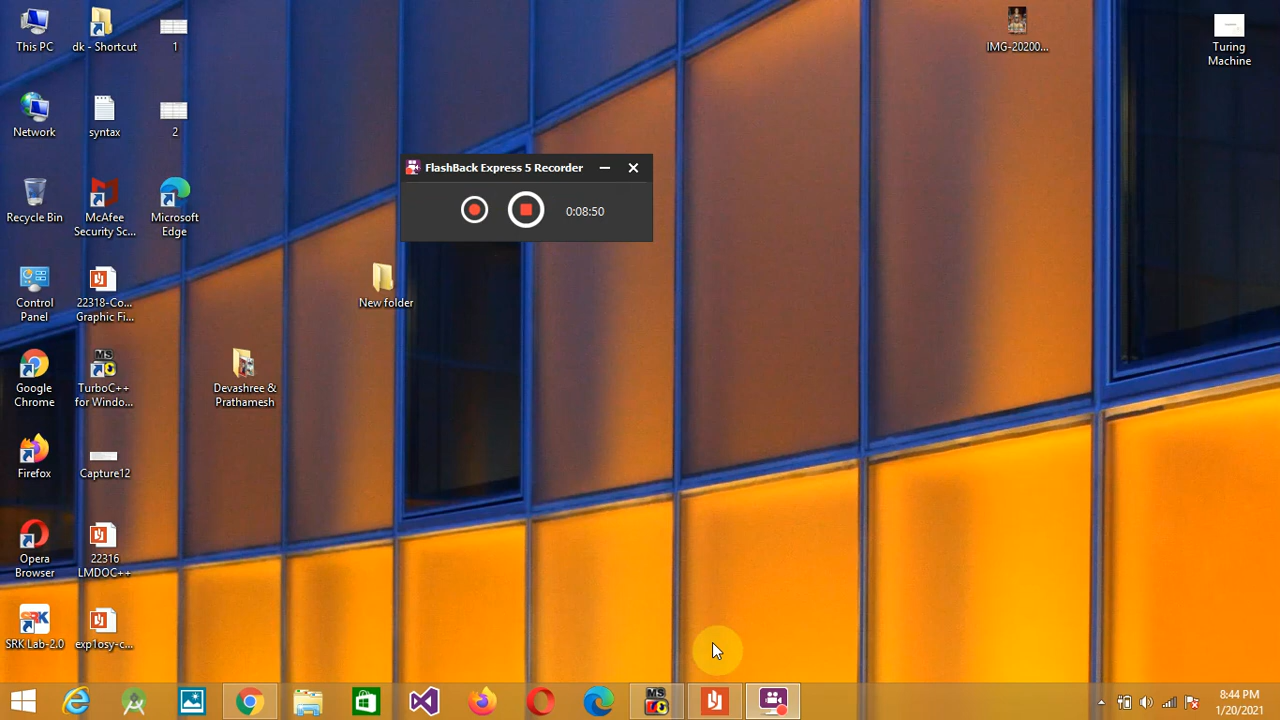 This PC
dk - Shortcut
1
IMG-20200...
Turing
Machine
Network
syntax
2
FlashBack Express 5 Recorder
0:08:50
Recycle Bin
McAfee
Security Sc...
Microsoft
Edge
Control
Panel
22318-Co...
Graphic Fi...
New folder
Google
Chrome
MS
TurboC++
for Windo...
Devashree &
Prathamesh
Firefox
Capture12
Opera
Browser
22316
LMDOC++
SRK
SRK Lab-2.0
exp1osy-c...
MS
8:44 PM
1/20/2021